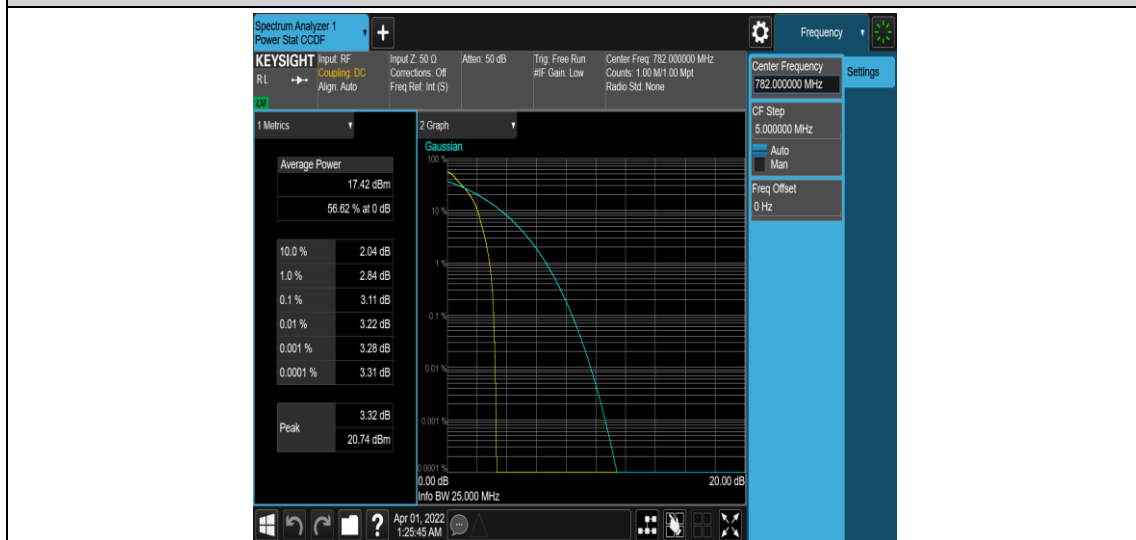 Spectrum Analyzer 1
Power Stat CCDF
+
Frequency
KEYSIGHT
RL
LXI
Input: RF
Coupling: DC
Align: Auto
Input Z: 50 Ω
Corrections: Off
Freq Ref: Int (S)
Atten: 50 dB
Trig: Free Run
#IF Gain: Low
Center Freq: 782.000000 MHz
Counts: 1.00 M/1.00 Mpt
Radio Std: None
Center Frequency
782.000000 MHz
Settings
CF Step
5.000000 MHz
Auto
Man
Freq Offset
0 Hz
1 Metrics
Average Power
17.42 dBm
56.62 % at 0 dB
10.0 % 2.04 dB
1.0 % 2.84 dB
0.1 % 3.11 dB
0.01 % 3.22 dB
0.001 % 3.28 dB
0.0001 % 3.31 dB
Peak
3.32 dB
20.74 dBm
2 Graph
Gaussian
100 %
10 %
1 %
0.1 %
0.01 %
0.001 %
0.0001 %
0.00 dB 20.00 dB
Info BW 25.000 MHz
?
Apr 01, 2022
1:25:45 AM